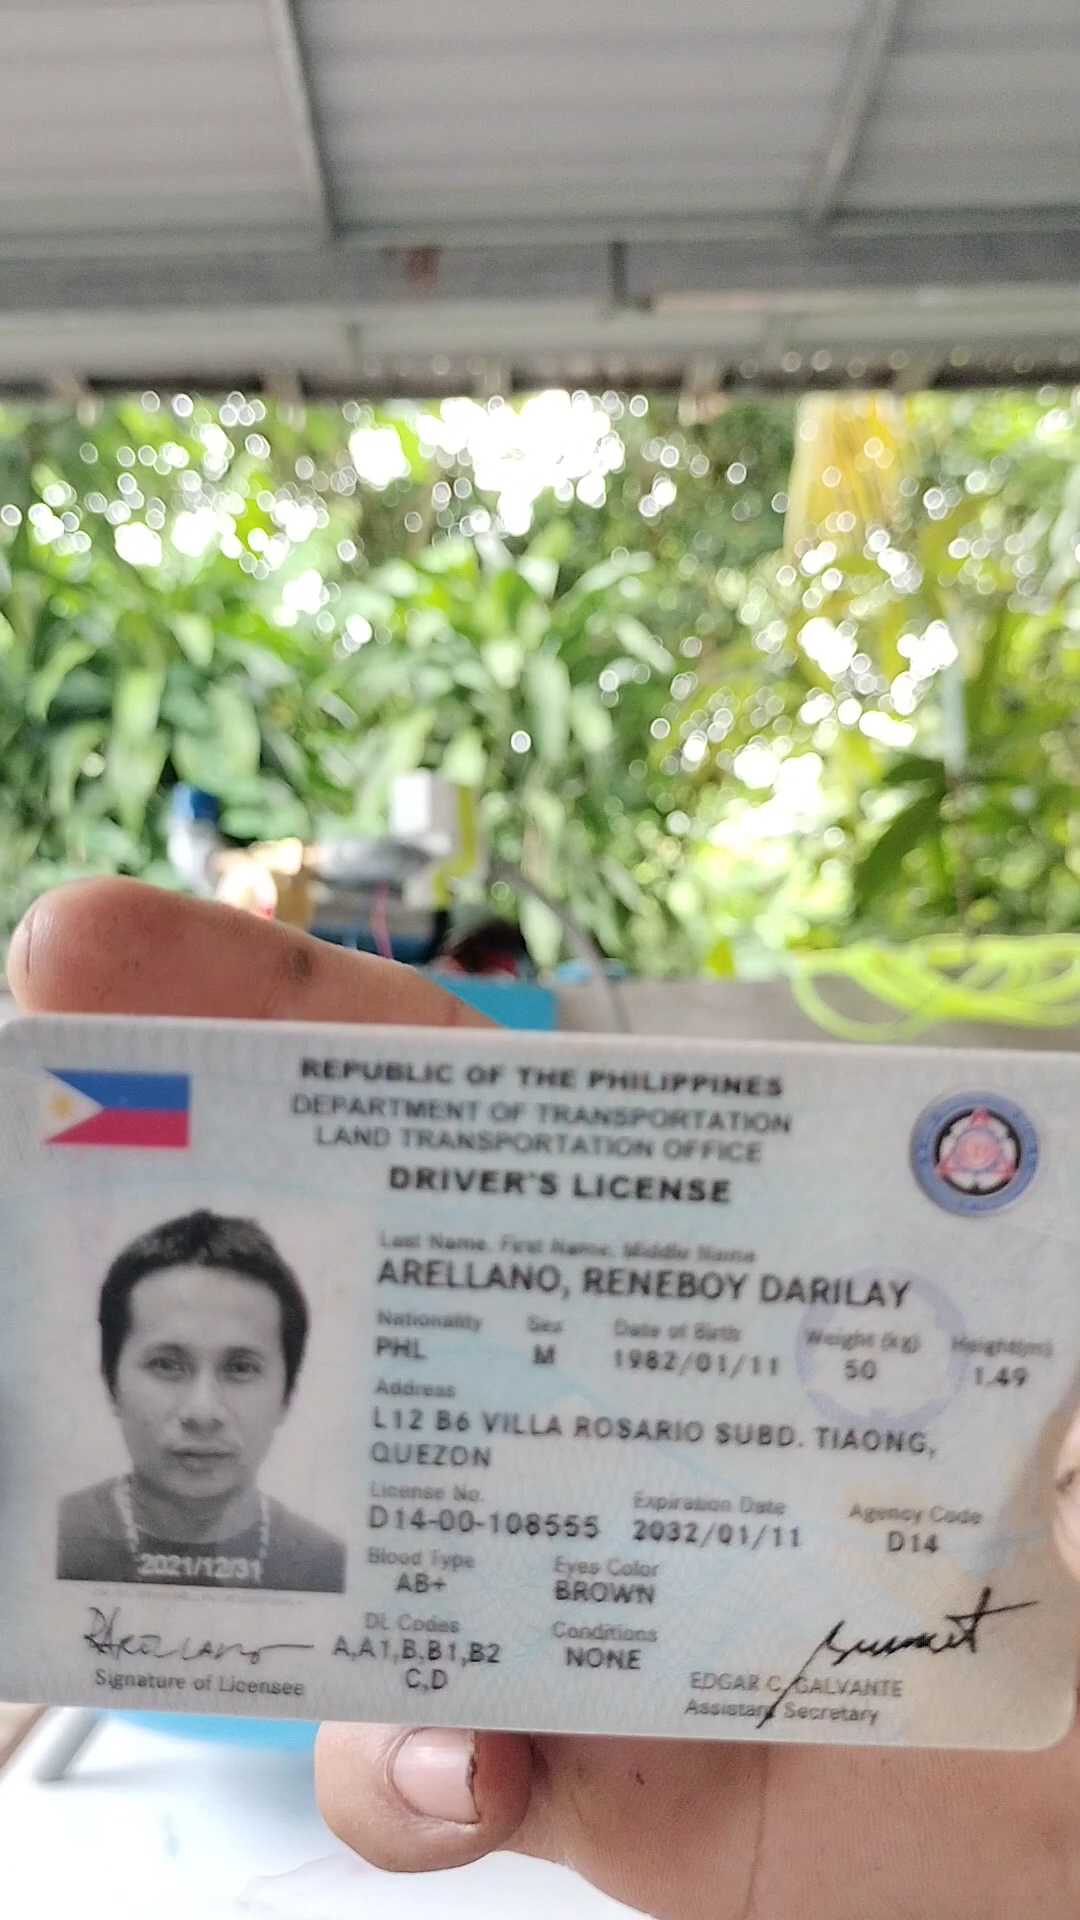 REPUBLIC OF THE PHILIPPINES
DEPARTMENT OF TRANSPORTATION
LAND TRANSPORTATION OFFICE
DRIVER'S LICENSE
Last Name, First Name, Middle Name
ARELLANO, RENEBOY DARILAY
Nationality Sex Date of Birth Weight (kg) Height(m)
PHL M 1982/01/11 50 1.49
Address
L12 B6 VILLA ROSARIO SUBD. TIAONG,
QUEZON
License No. Expiration Date Agency Code
D14-00-108555 2032/01/11 D14
Blood Type Eyes Color
AB+ BROWN
2021/12/31
DL Codes Conditions
A,A1,B,B1,B2 NONE
C,D
Signature of Licensee
EDGAR C. GALVANTE
Assistant Secretary